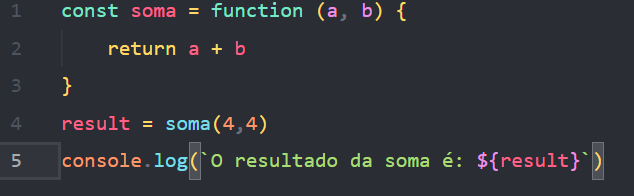 1 const soma = function (a, b) {
2 return a + b
3 }
4 result = soma(4,4)
5 console.log(`O resultado da soma é: ${result}`)